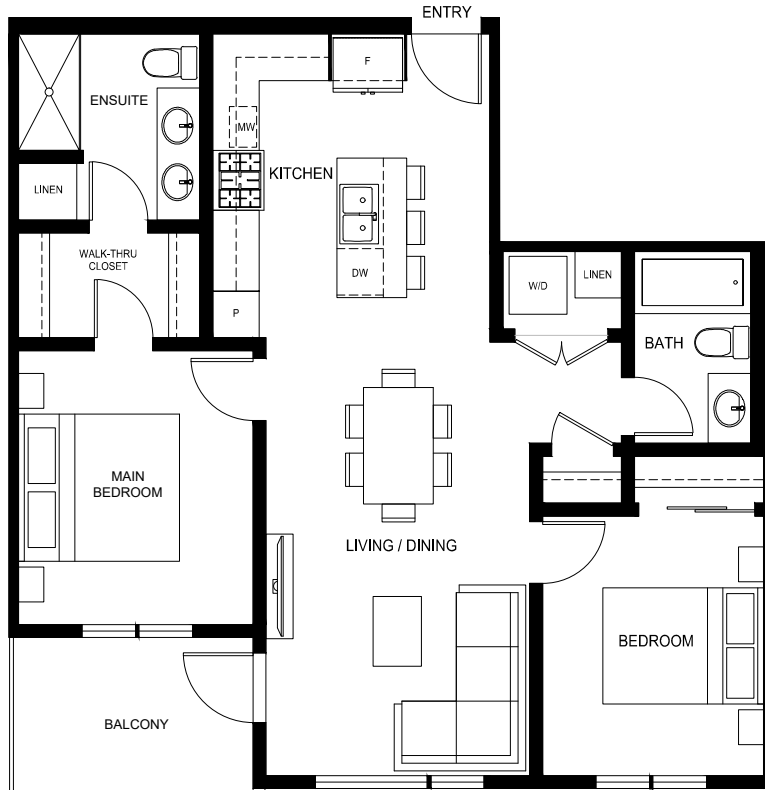 ENTRY
F
ENSUITE
MW
KITCHEN
LINEN
WALK-THRU
CLOSET
DW
W/D
LINEN
P
BATH
MAIN
BEDROOM
LIVING / DINING
BEDROOM
BALCONY